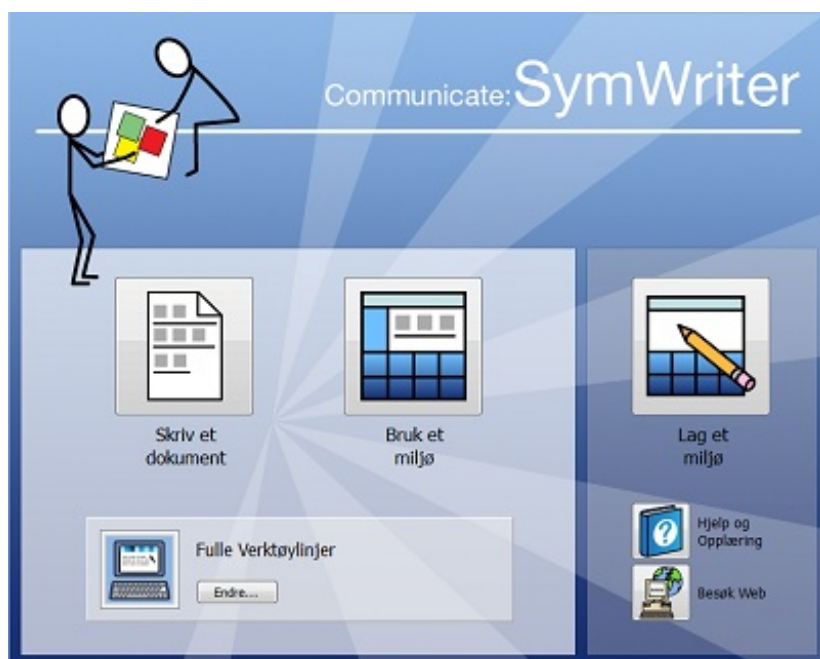 Communicate: SymWriter
Skriv et
dokument
Bruk et
miljø
Lag et
miljø
Fulle Verktøylinjer
Endre....
Hjelp og
Opplæring
Besøk Web